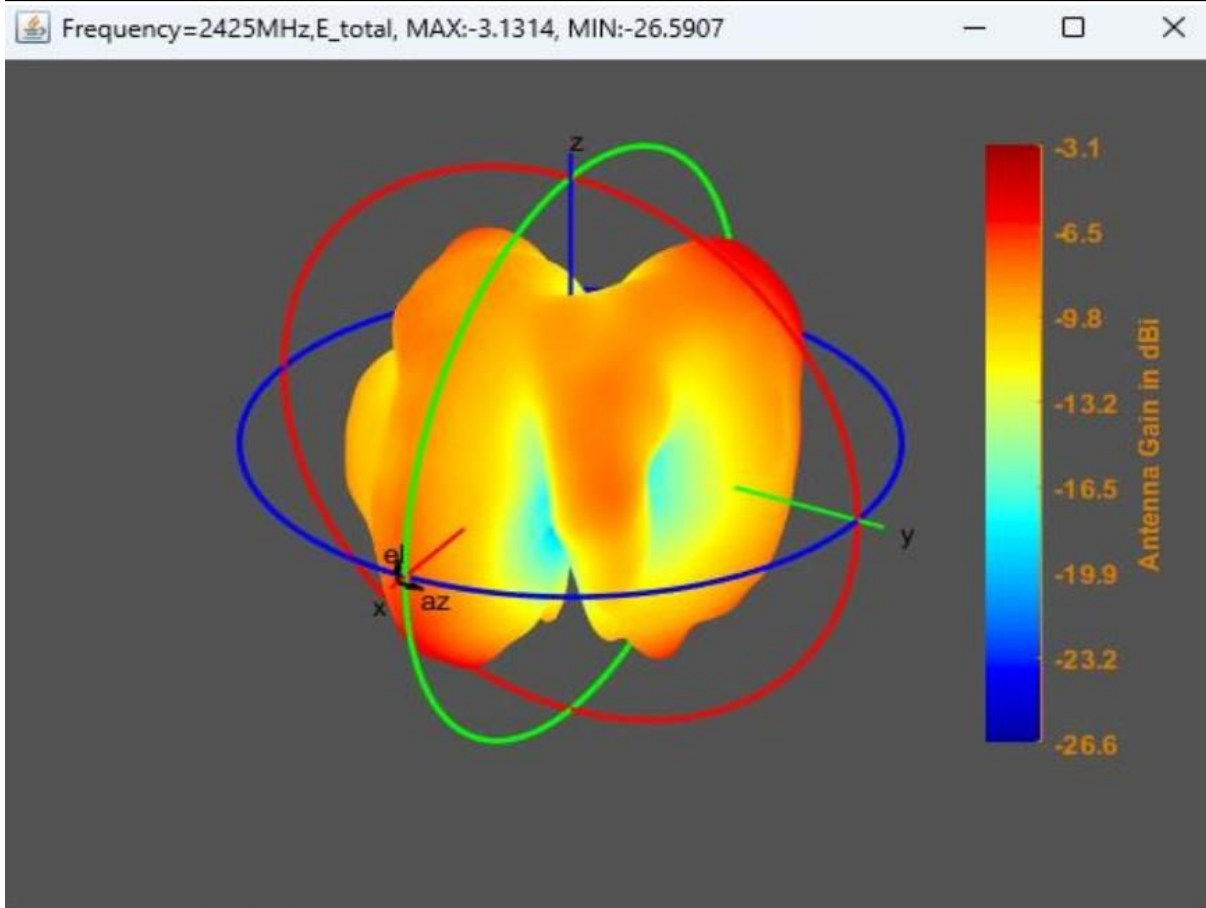 Frequency=2425MHz,E_total, MAX:-3.1314, MIN:-26.5907
z
-3.1
-6.5
-9.8
-13.2
-16.5
-19.9
-23.2
-26.6
Antenna Gain in dBi
y
el
x
az